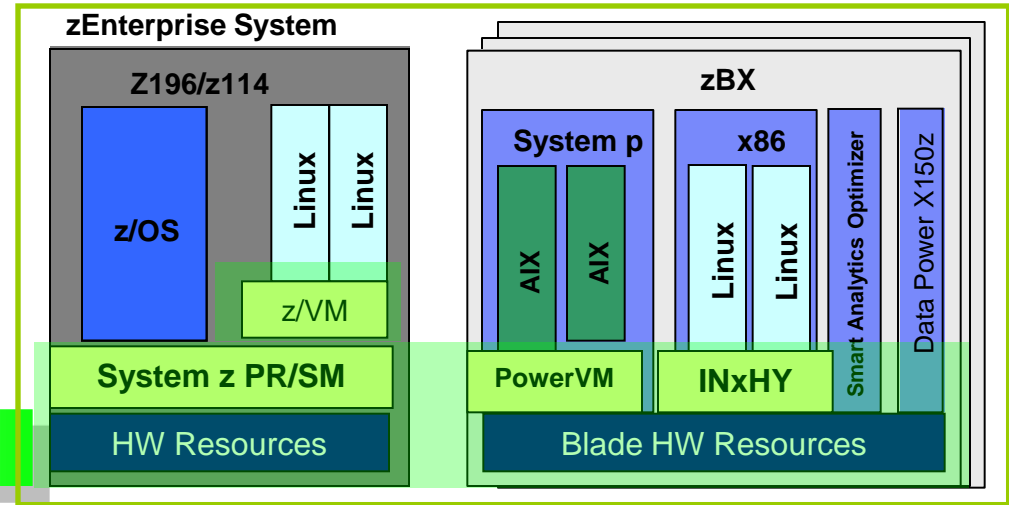 zEnterprise System
Z196/z114
z/OS
Linux
Linux
z/VM
System z PR/SM
HW Resources
zBX
System p
AIX
AIX
x86
Linux
Linux
Smart Analytics Optimizer
Data Power X150z
PowerVM
INxHY
Blade HW Resources